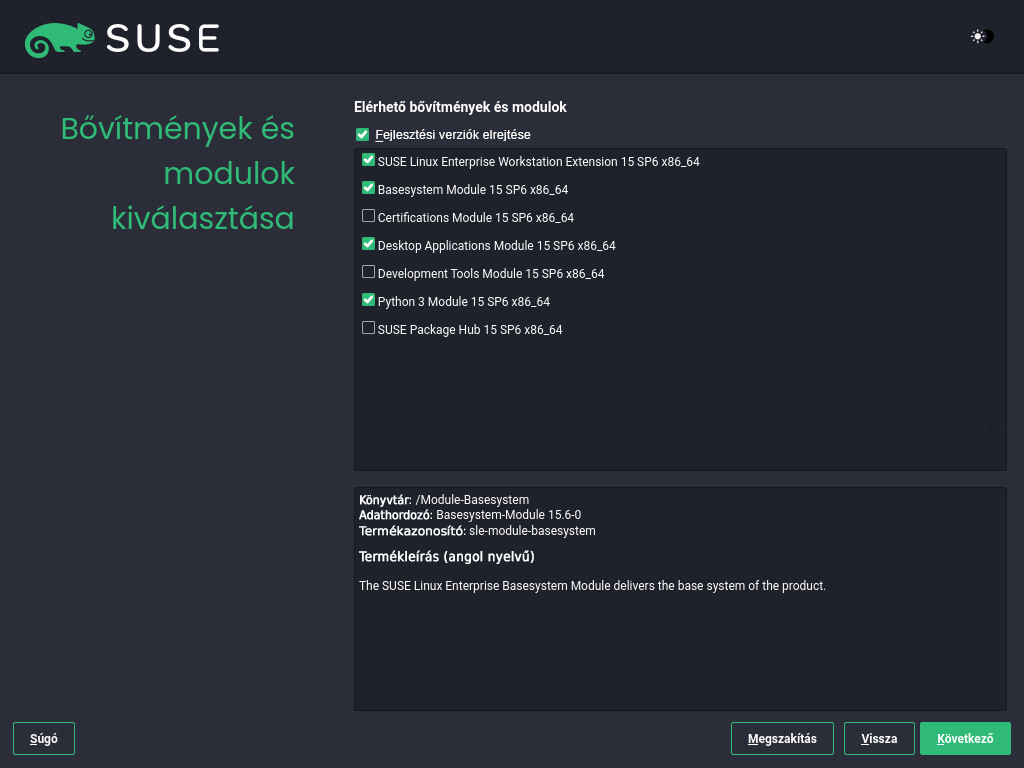 SUSE
Bővítmények és
modulok
kiválasztása
Elérhető bővítmények és modulok
Fejlesztési verziók elrejtése
SUSE Linux Enterprise Workstation Extension 15 SP6 x86_64
Basesystem Module 15 SP6 x86_64
Certifications Module 15 SP6 x86_64
Desktop Applications Module 15 SP6 x86_64
Development Tools Module 15 SP6 x86_64
Python 3 Module 15 SP6 x86_64
SUSE Package Hub 15 SP6 x86_64
Könyvtár: /Module-Basesystem
Adathordozó: Basesystem-Module 15.6-0
Termékazonosító: sle-module-basesystem
Termékleírás (angol nyelvű)
The SUSE Linux Enterprise Basesystem Module delivers the base system of the product.
Súgó
Megszakítás
Vissza
Következő